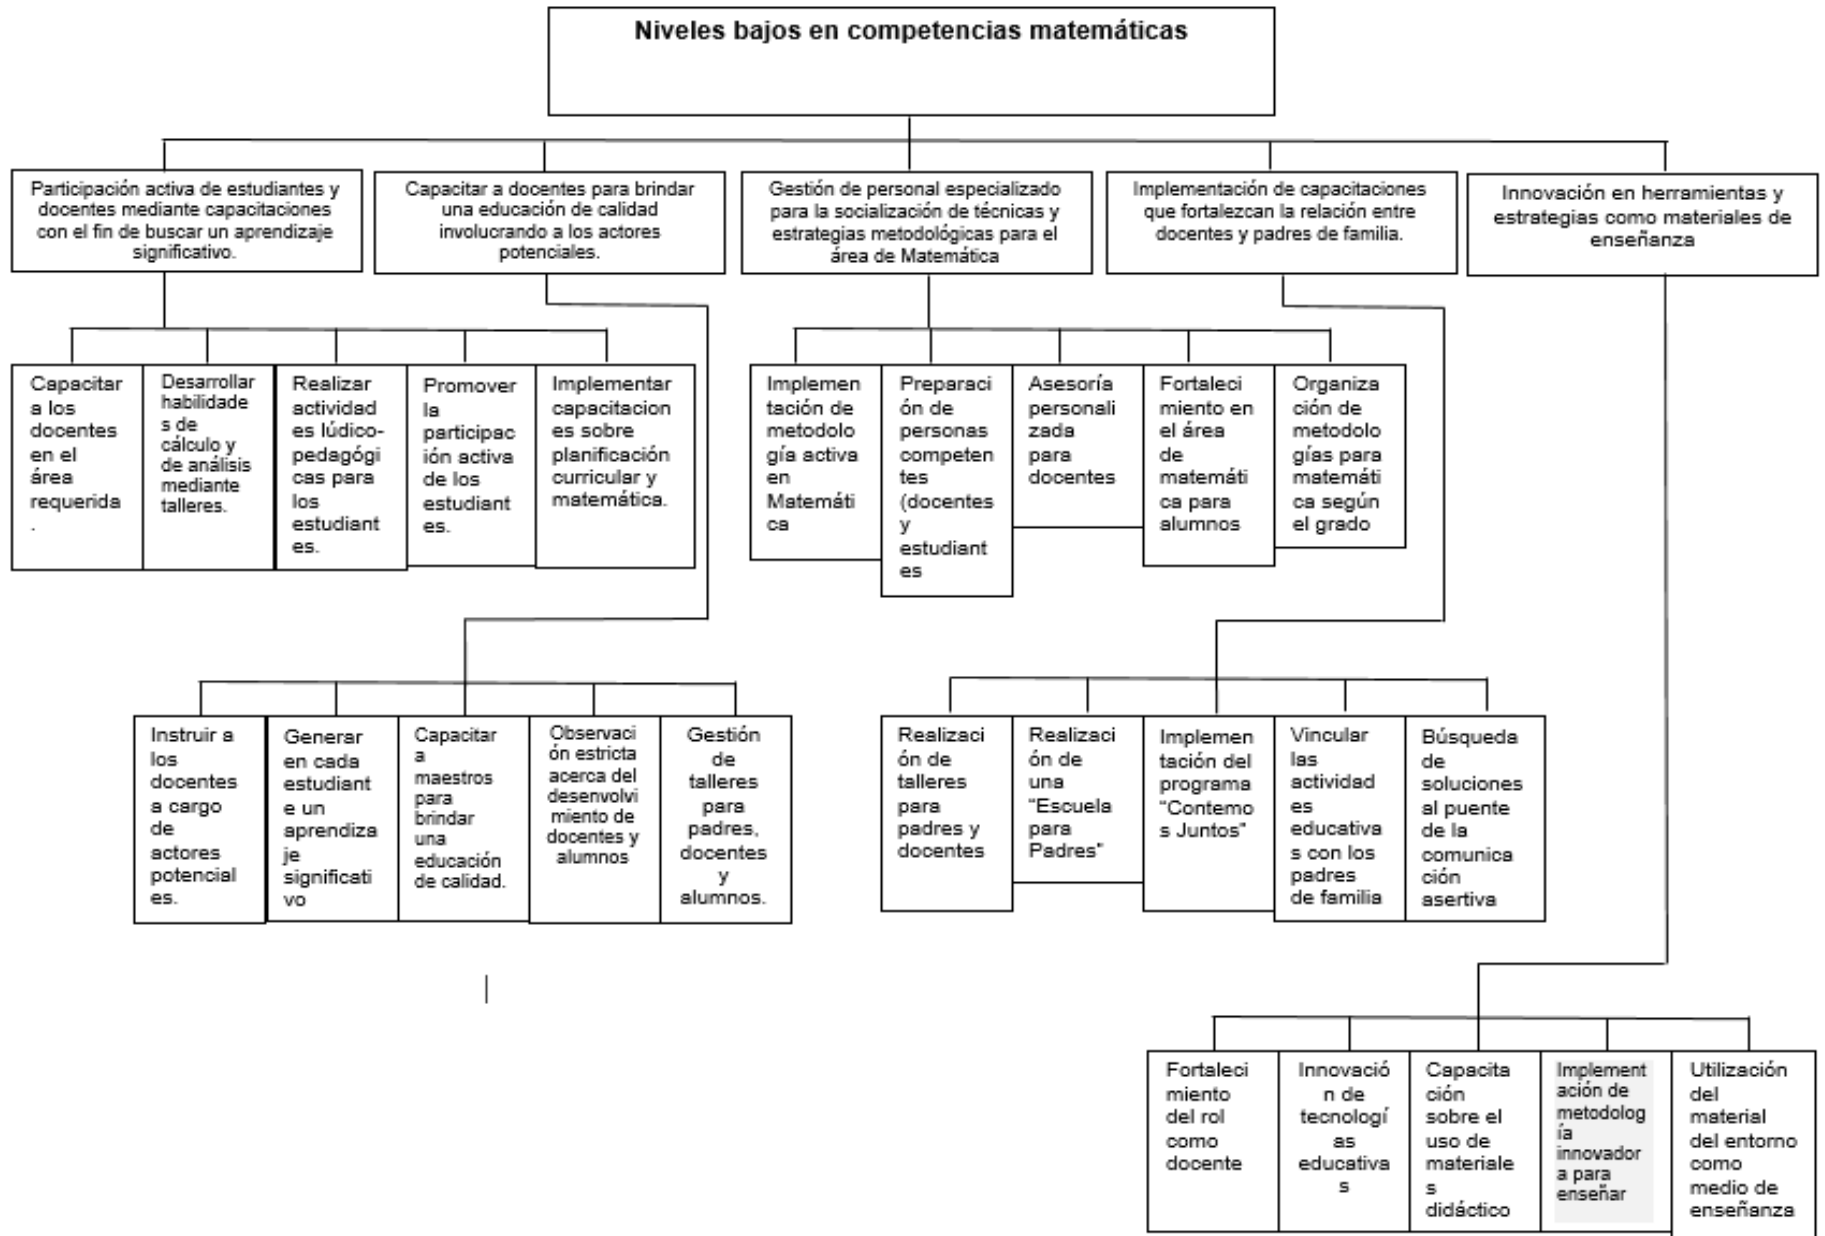 Niveles bajos en competencias matemáticas
Participación activa de estudiantes y
docentes mediante capacitaciones
con el fin de buscar un aprendizaje
significativo.
Capacitar a docentes para brindar
una educación de calidad
involucrando a los actores
potenciales.
Gestión de personal especializado
para la socialización de técnicas y
estrategias metodológicas para el
área de Matemática
Implementación de capacitaciones
que fortalezcan la relación entre
docentes y padres de familia.
Innovación en herramientas y
estrategias como materiales de
enseñanza
Capacitar
a los
docentes
en el
área
requerida
.
Desarrollar
habilidade
s de
cálculo y
de análisis
mediante
talleres.
Realizar
actividad
es lúdico-
pedagógi
cas para
los
estudiant
es.
Promover
la
participac
ión activa
de los
estudiant
es.
Implementar
capacitacion
es sobre
planificación
curricular y
matemática.
Implemen
tación de
metodolo
gía activa
en
Matemáti
ca
Preparaci
ón de
personas
competen
tes
(docentes
y
estudiant
es
Asesoría
personali
zada
para
docentes
Fortaleci
miento en
el área
de
matemáti
ca para
alumnos
Organiza
ción de
metodolo
gías para
matemáti
ca según
el grado
Instruir a
los
docentes
a cargo
de
actores
potencial
es.
Generar
en cada
estudiant
e un
aprendiza
je
significati
vo
Capacitar
a
maestros
para
brindar
una
educación
de calidad.
Observaci
ón estricta
acerca del
desenvolvi
miento de
docentes y
alumnos
Gestión
de
talleres
para
padres,
docentes
y
alumnos.
Realizaci
ón de
talleres
para
padres y
docentes
Realizaci
ón de
una
"Escuela
para
Padres"
Implemen
tación del
programa
"Contemo
s Juntos"
Vincular
las
actividad
es
educativa
s con los
padres
de familia
Búsqueda
de
soluciones
al puente
de la
comunica
ción
asertiva
Fortaleci
miento
del rol
como
docente
Innovació
n de
tecnologí
as
educativa
s
Capacita
ción
sobre el
uso de
materiale
s
didáctico
Implement
ación de
metodolog
ía
innovador
a para
enseñar
Utilización
del
material
del entorno
como
medio de
enseñanza